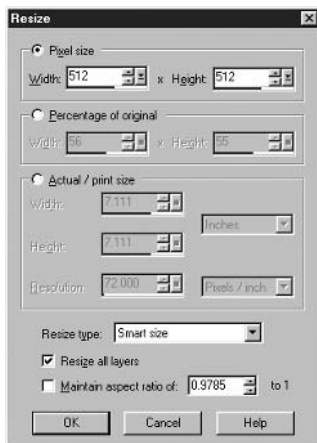 Resize
Pixel size
Width: 512 x Height: 512
Percentage of original
Width: 56 x Height: 55
Actual / print size
Width: 7.111
Inches
Height: 7.111
Resolution: 72.000 Pixels / inch
Resize type: Smart size
Resize all layers
Maintain aspect ratio of: 0.9785 to 1
OK Cancel Help